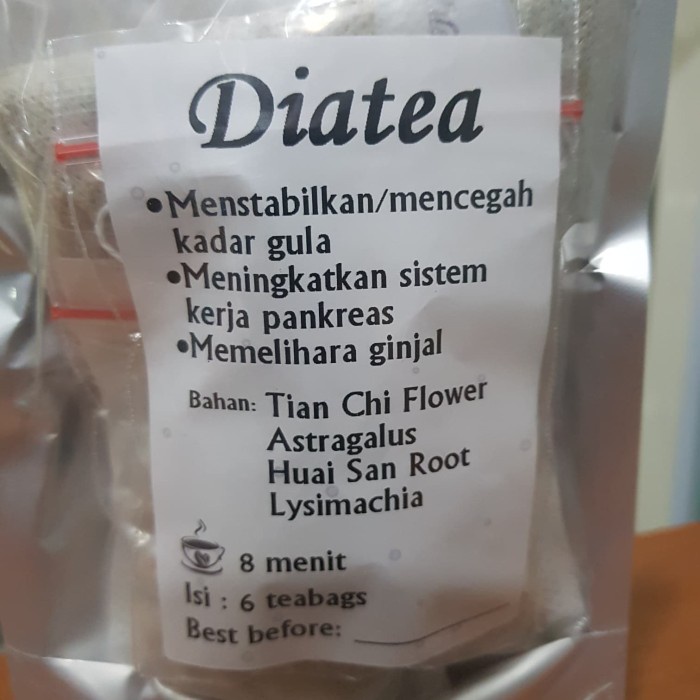 Diatea
•Menstabilkan/mencegah
kadar gula
•Meningkatkan sistem
kerja pankreas
•Memelihara ginjal
Bahan: Tian Chi Flower
Astragalus
Huai San Root
Lysimachia
8 menit
Isi : 6 teabags
Best before: ________